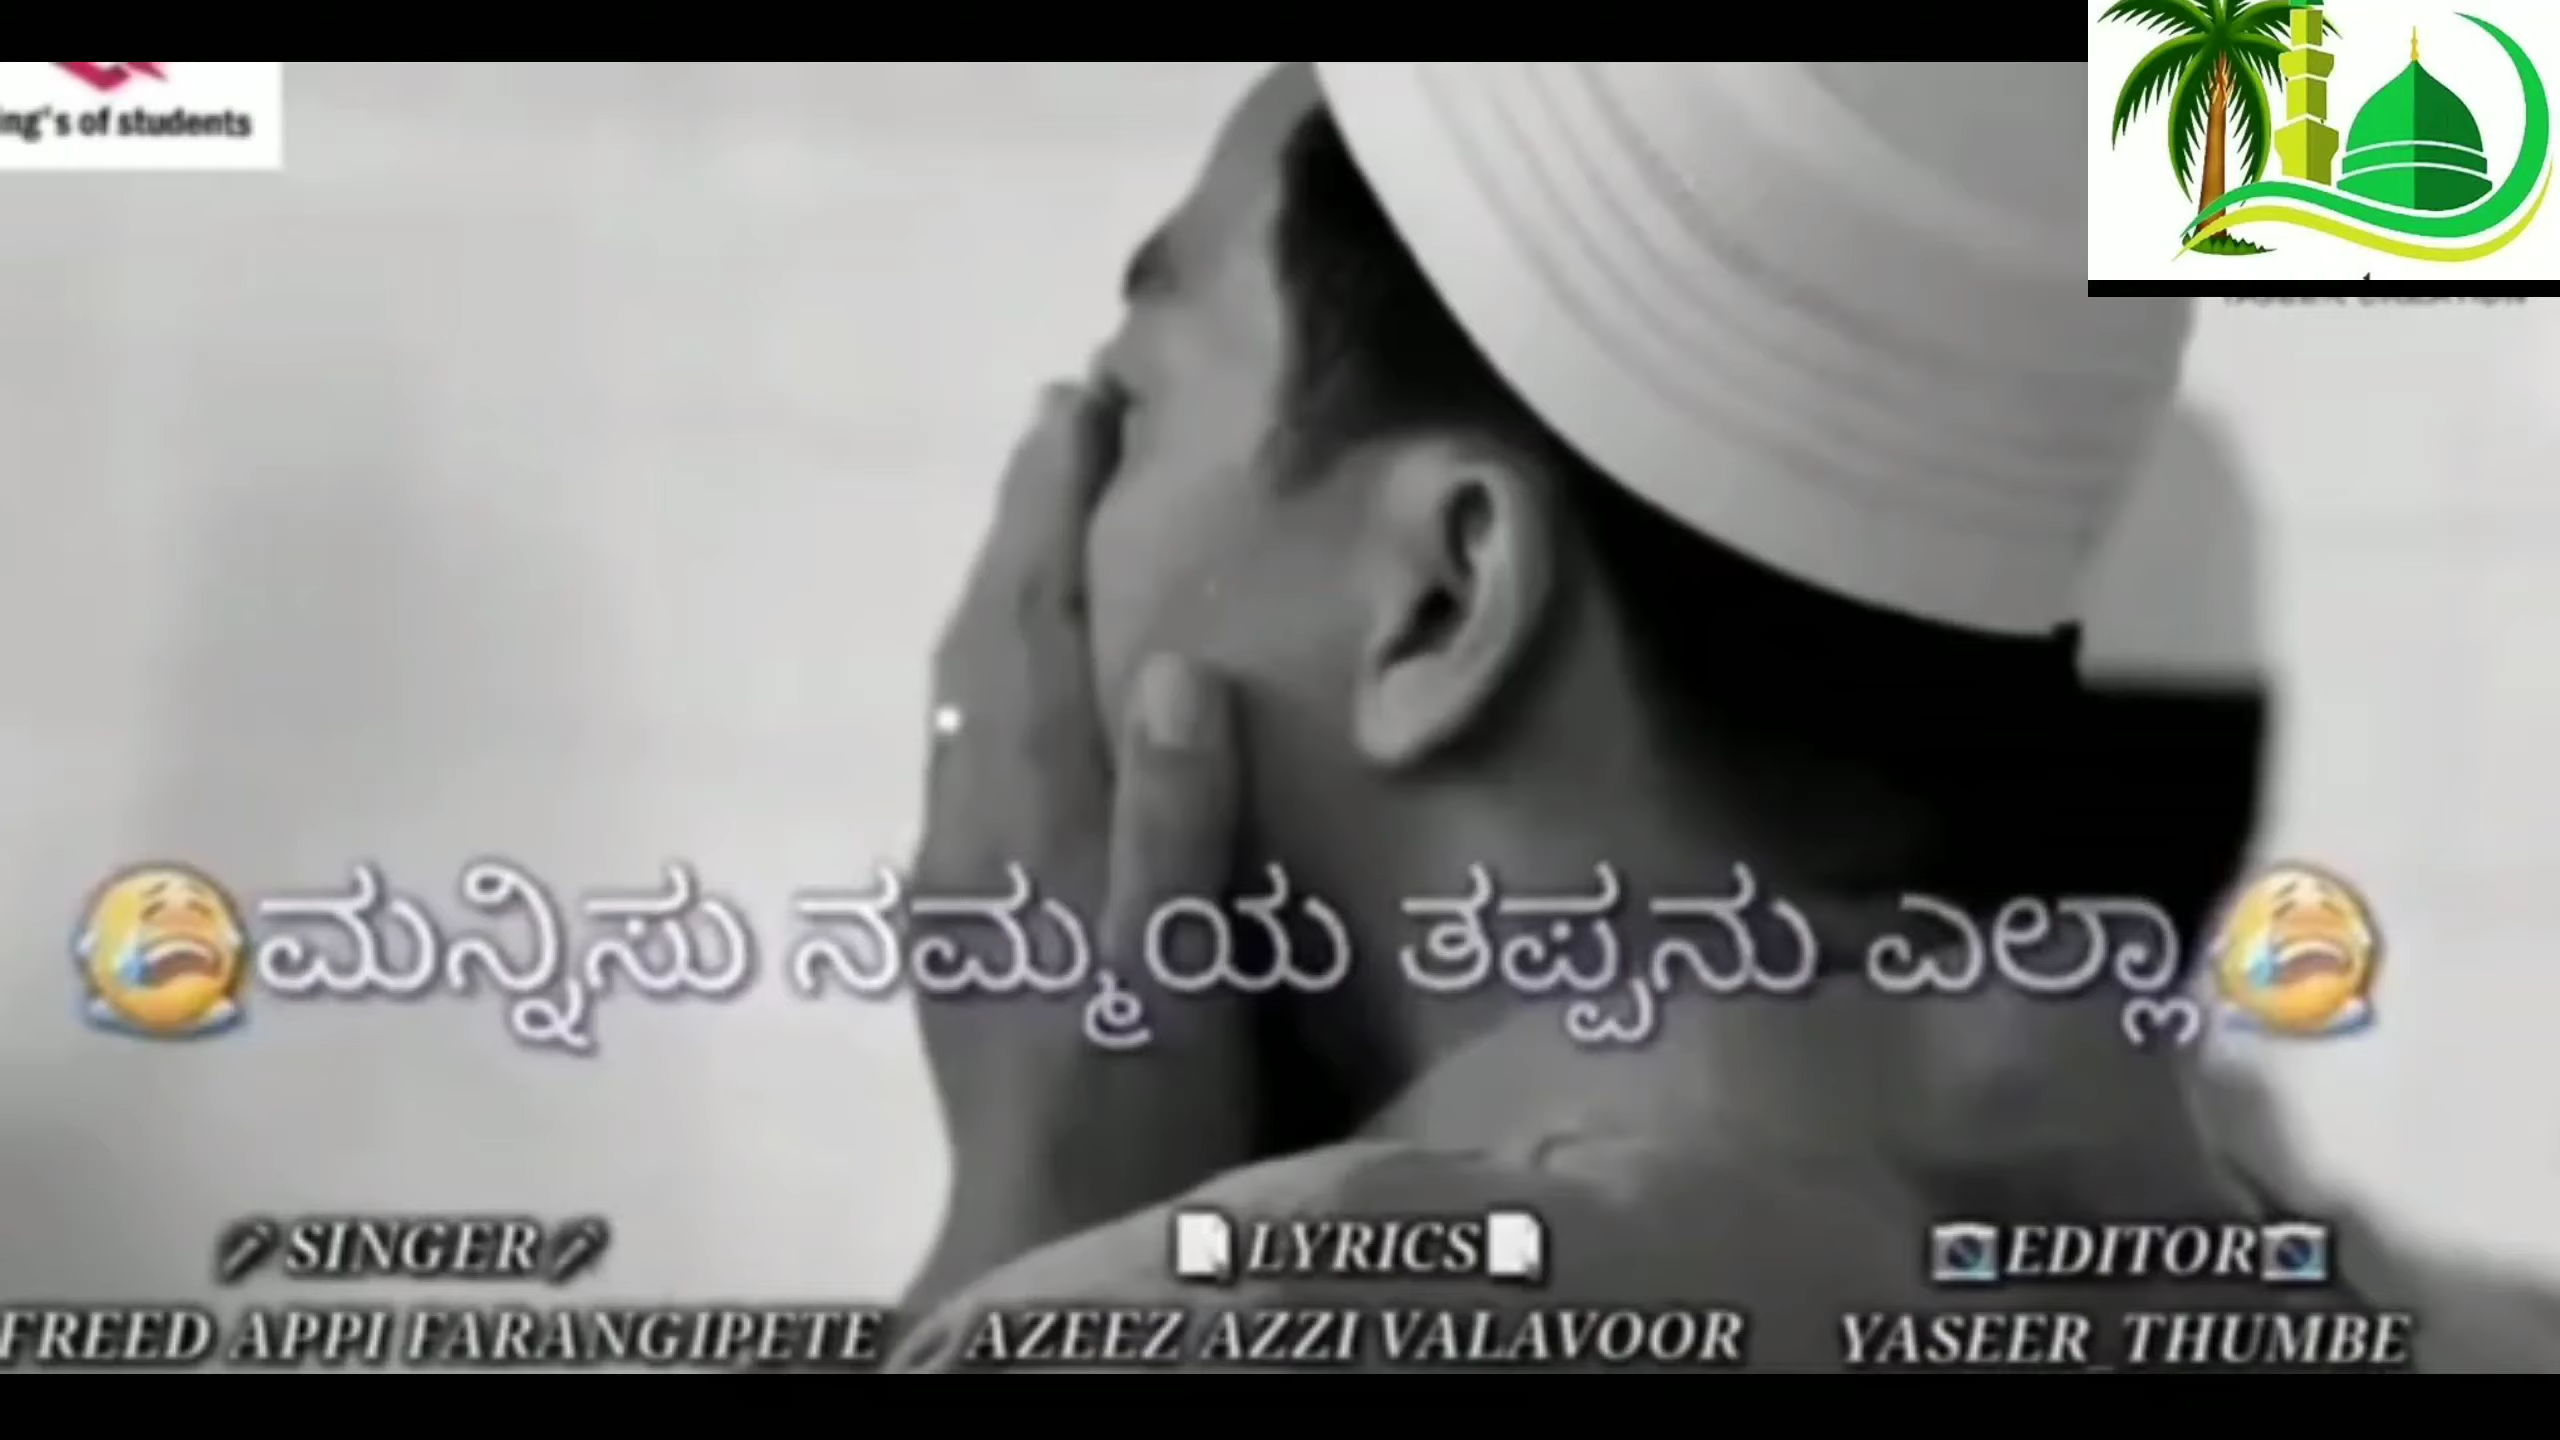 ing's of students
😭ಮನ್ನಿಸು ನಮ್ಮಯ ತಪ್ಪನು ಎಲ್ಲಾ😭
🎤SINGER🎤
FREED APPI FARANGIPETE
📄LYRICS📄
AZEEZ AZZI VALAVOOR
📷EDITOR📷
YASEER_THUMBE